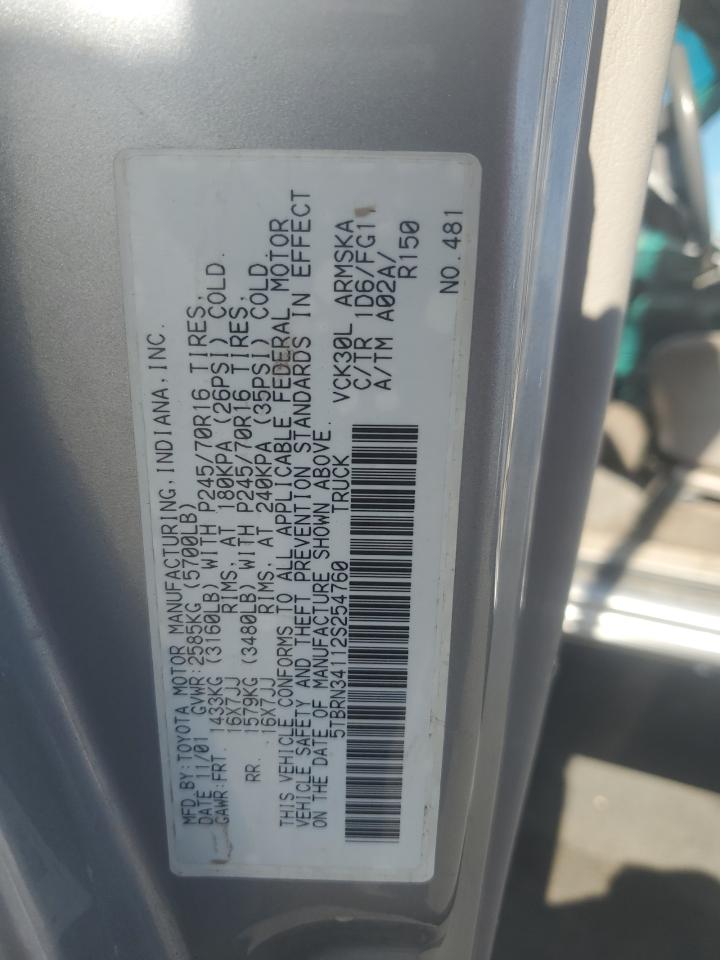 MFD. BY: TOYOTA MOTOR MANUFACTURING, INDIANA, INC.
DATE 11/01 GVWR: 2585KG (5700LB)
GAWR: FRT. 1433KG (3160LB) WITH P245/70R16 TIRES,
16X7JJ RIMS, AT 180KPA (26PSI) COLD.
RR. 1579KG (3480LB) WITH P245/70R16 TIRES,
16X7JJ RIMS, AT 240KPA (35PSI) COLD
THIS VEHICLE CONFORMS TO ALL APPLICABLE FEDERAL MOTOR
VEHICLE SAFETY AND THEFT PREVENTION STANDARDS IN EFFECT
ON THE DATE OF MANUFACTURE SHOWN ABOVE.
5TBRN34112S254760 TRUCK
VCK30L ARMSKA
C/TR 1D6/FG1
A/TM A02A/
R150
NO. 481